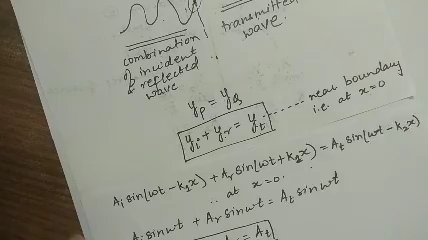 combination
of incident
& reflected
wave
transmitted
wave.
y_P = y_Q
y_i + y_r = y_t ------ near boundary
i.e. at x=0
A_i sin(ωt - k_1x) + A_r sin(ωt + k_1x) = A_t sin(ωt - k_2x)
∴ at x=0.
A_i sinωt + A_r sinωt = A_t sinωt
= A_t